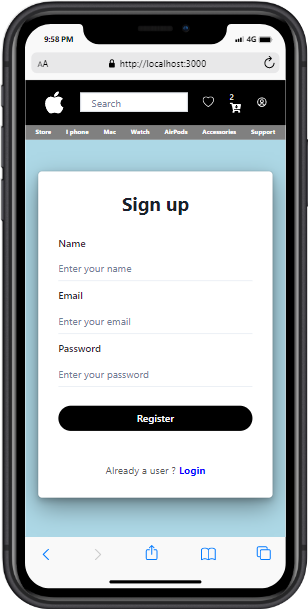 9:58 PM 4G
AA http://localhost:3000
Search 2
Store I phone Mac Watch AirPods Accessories Support
Sign up
Name
Enter your name
Email
Enter your email
Password
Enter your password
Register
Already a user ? Login